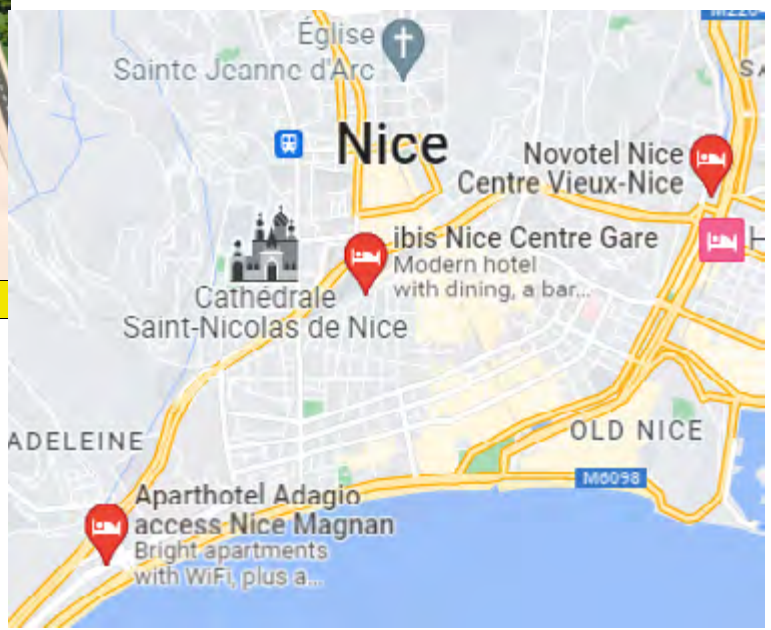 Église
Sainte Jeanne d'Arc
Nice
Novotel Nice
Centre Vieux-Nice
ibis Nice Centre Gare
Modern hotel
with dining, a bar...
H
Cathédrale
Saint-Nicolas de Nice
ADELEINE
OLD NICE
M6098
Aparthotel Adagio
access Nice Magnan
Bright apartments
with WiFi, plus a...